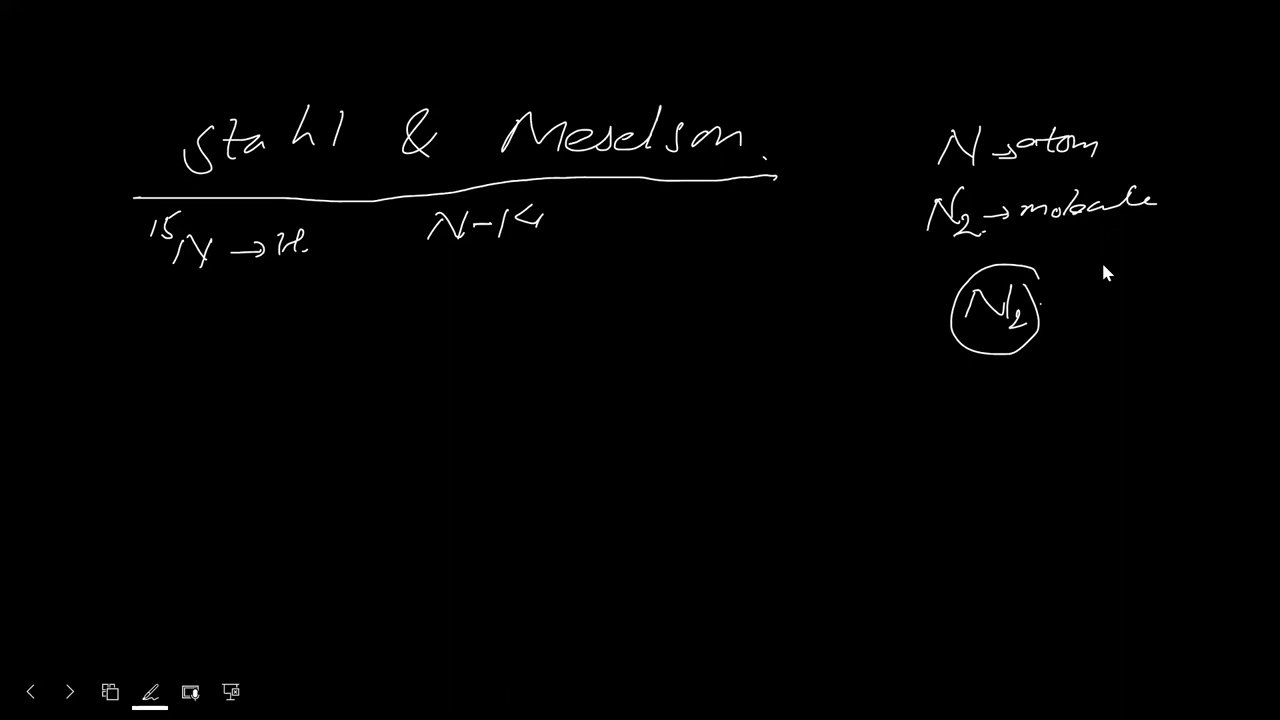 Stahl & Meselson.
15N → H.
N-14
N → atom
N2 → molecule
N2